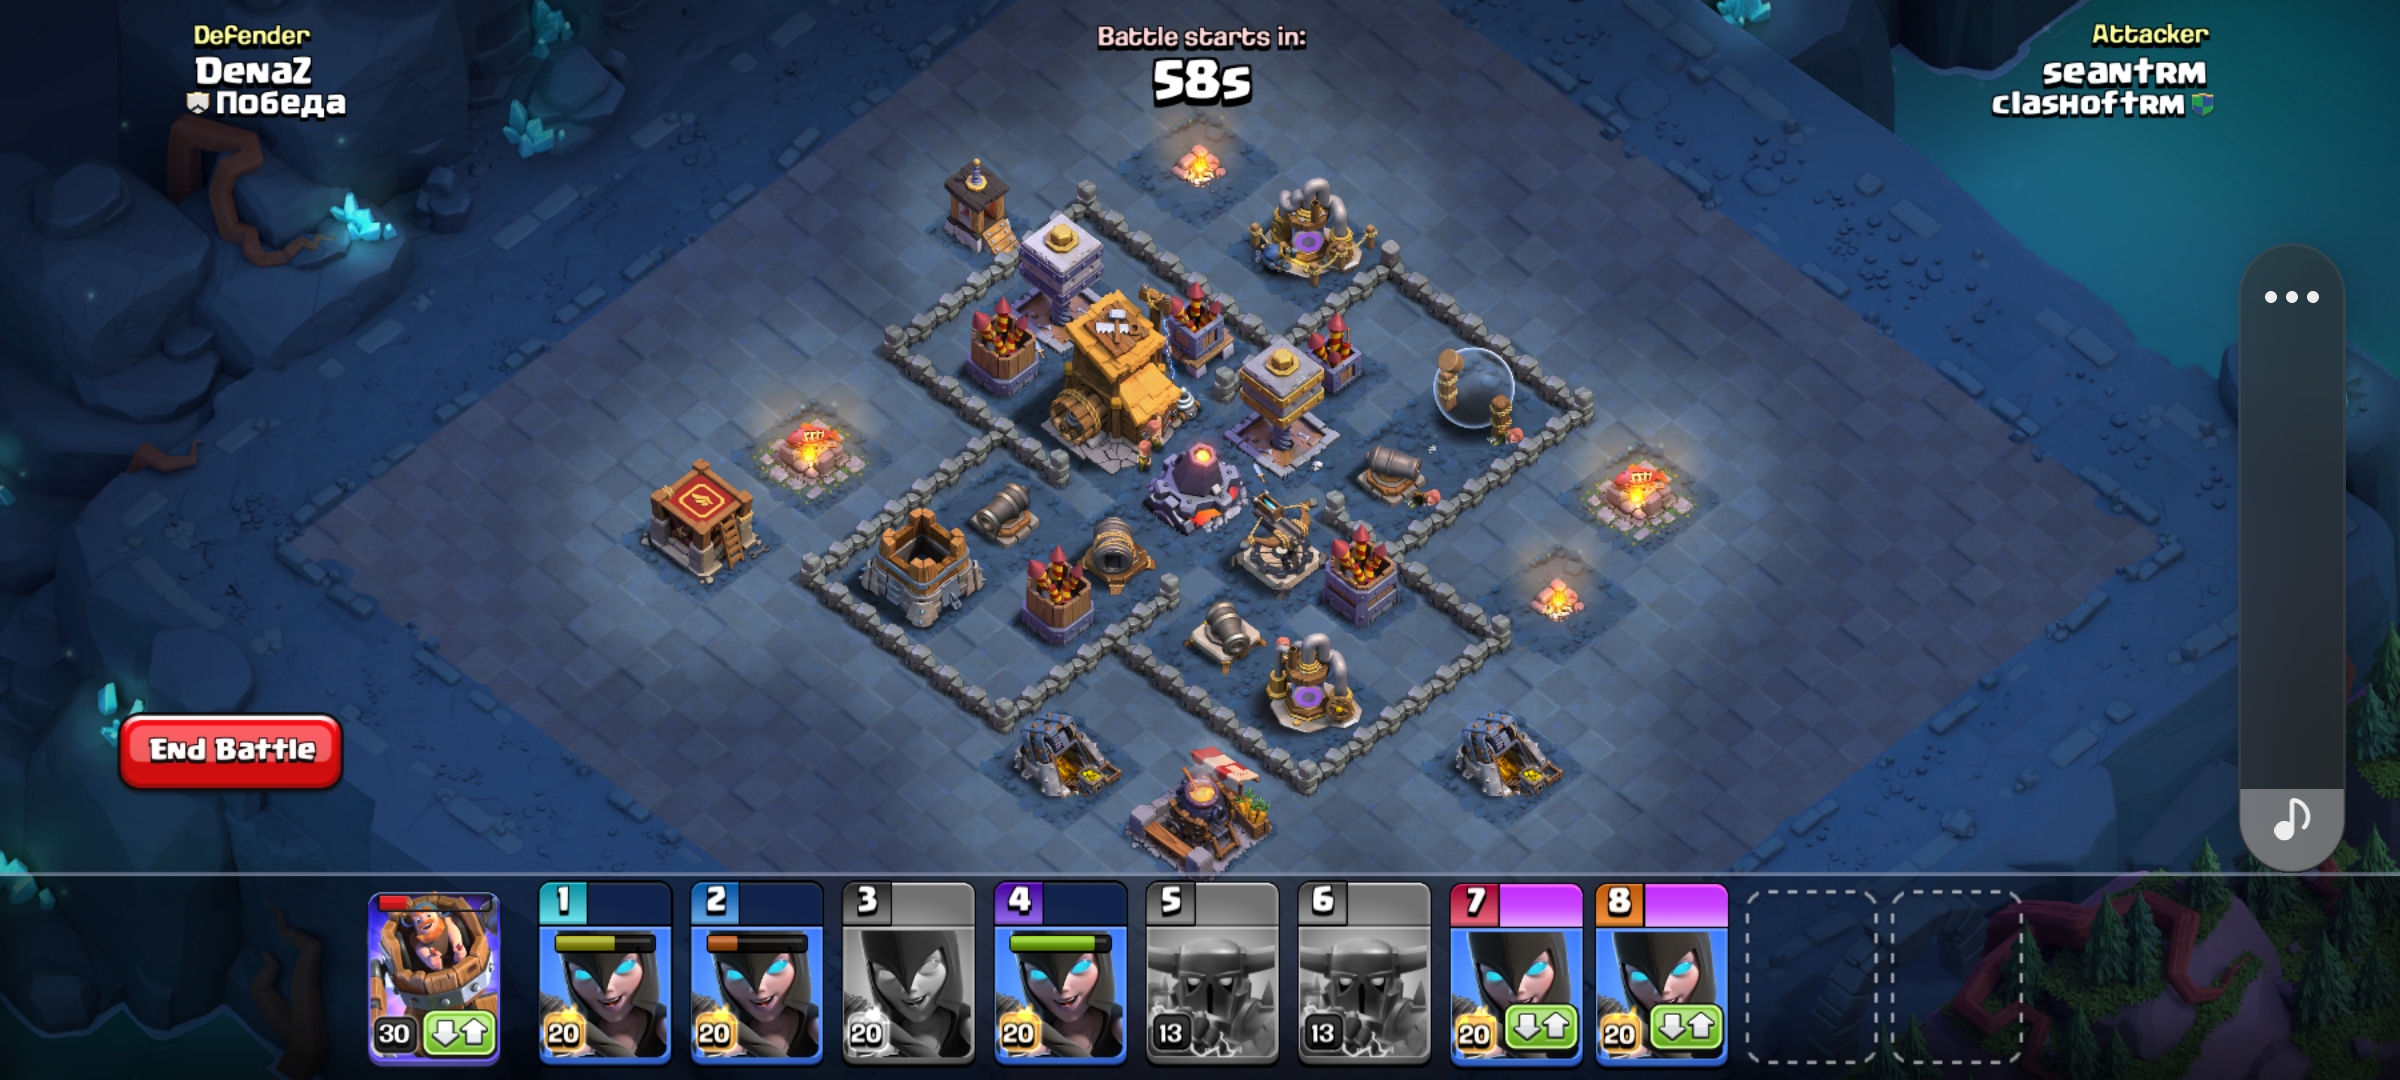 Defender
DenaZ
Победа
Battle starts in:
58s
Attacker
seantRM
clashoftRM
End Battle
1
2
3
4
5
6
7
8
30
20
20
20
20
13
13
20
20